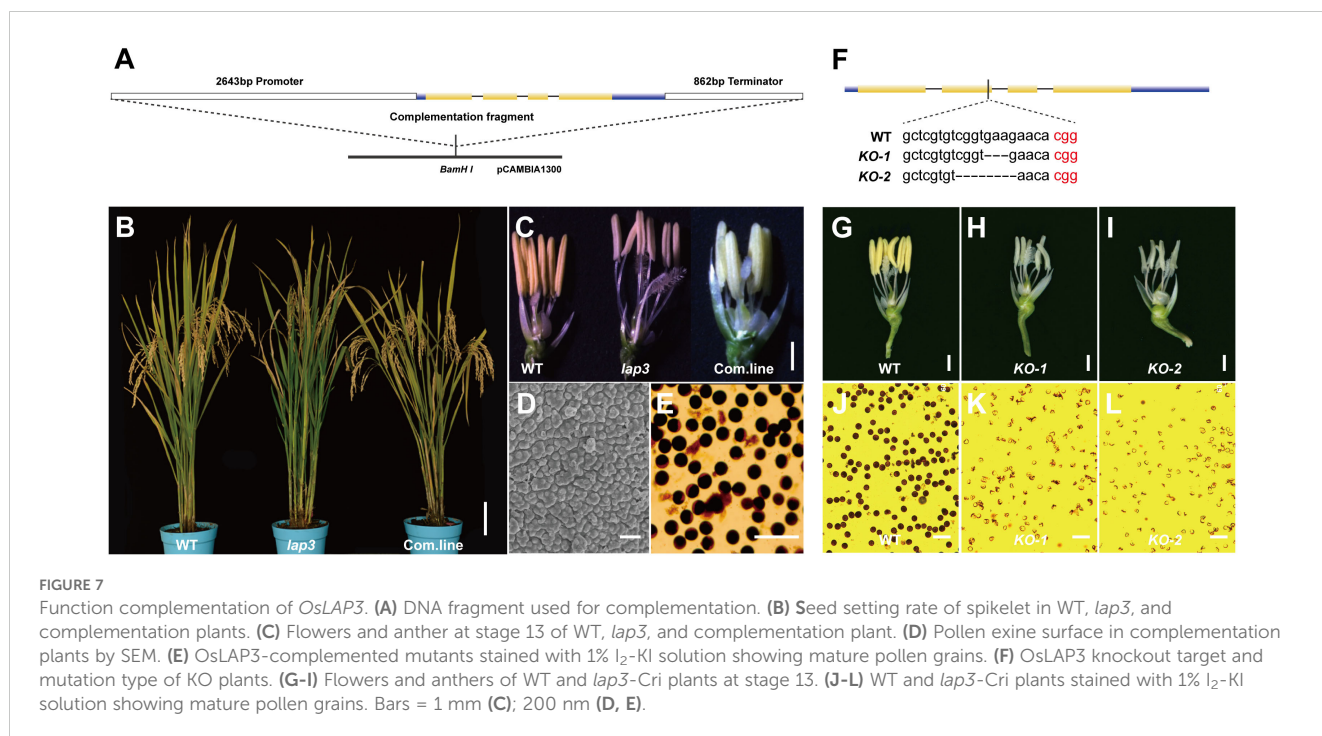 A
2643bp Promoter
862bp Terminator
Complementation fragment
BamH I
pCAMBIA1300
F
WT gctcgtgtcggtgaagaaca cgg
KO-1 gctcgtgtcggt---gaaca cgg
KO-2 gctcgtgt--------aaca cgg
B
WT
lap3
Com.line
C
WT
lap3
Com.line
D
E
G
WT
H
KO-1
I
KO-2
J
WT
K
KO-1
L
KO-2
FIGURE 7
Function complementation of OsLAP3. (A) DNA fragment used for complementation. (B) Seed setting rate of spikelet in WT, lap3, and
complementation plants. (C) Flowers and anther at stage 13 of WT, lap3, and complementation plant. (D) Pollen exine surface in complementation
plants by SEM. (E) OsLAP3-complemented mutants stained with 1% I₂-KI solution showing mature pollen grains. (F) OsLAP3 knockout target and
mutation type of KO plants. (G-I) Flowers and anthers of WT and lap3-Cri plants at stage 13. (J-L) WT and lap3-Cri plants stained with 1% I₂-KI
solution showing mature pollen grains. Bars = 1 mm (C); 200 nm (D, E).